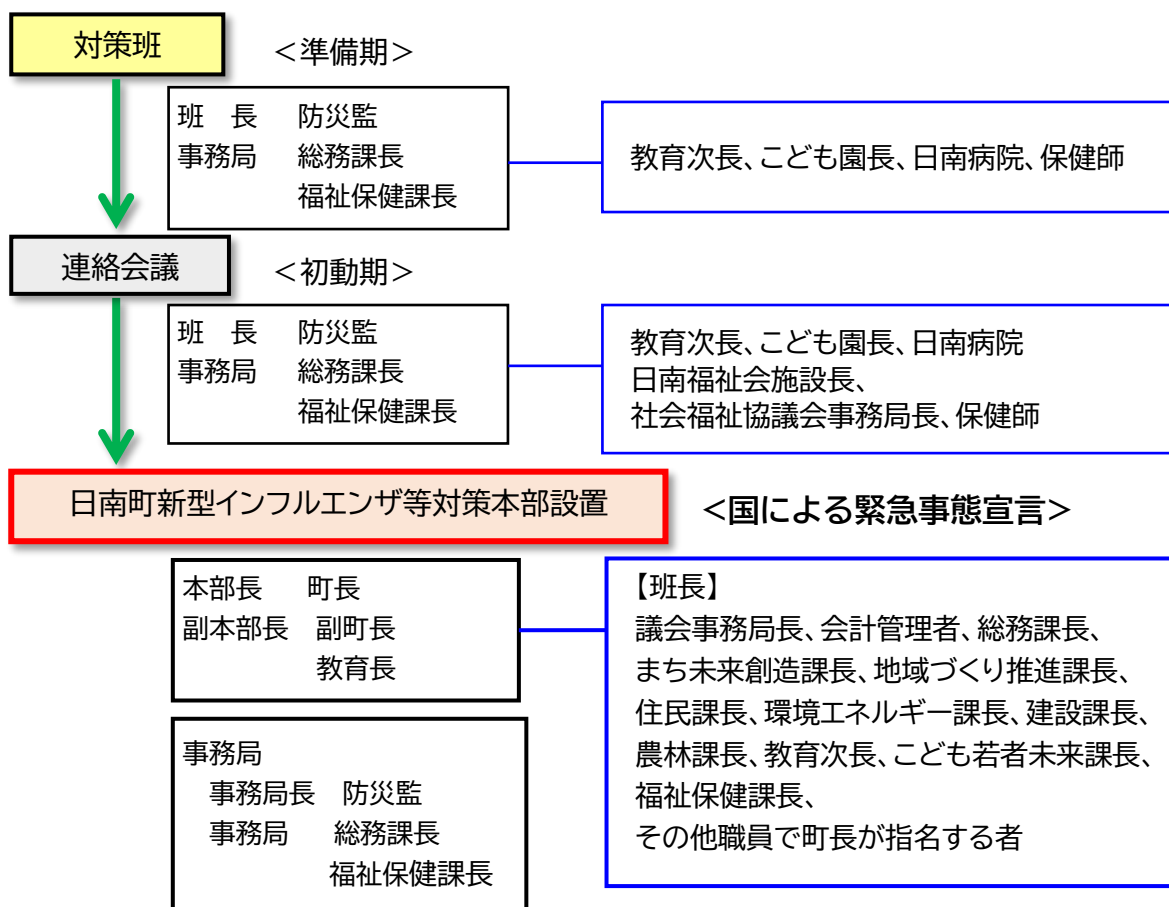 対策班
＜準備期＞
班　長　防災監
事務局　総務課長
福祉保健課長
教育次長、こども園長、日南病院、保健師
連絡会議
＜初動期＞
班　長　防災監
事務局　総務課長
福祉保健課長
教育次長、こども園長、日南病院
日南福祉会施設長、
社会福祉協議会事務局長、保健師
日南町新型インフルエンザ等対策本部設置
＜国による緊急事態宣言＞
本部長　町長
副本部長　副町長
教育長
事務局
事務局長　防災監
事務局　総務課長
福祉保健課長
【班長】
議会事務局長、会計管理者、総務課長、
まち未来創造課長、地域づくり推進課長、
住民課長、環境エネルギー課長、建設課長、
農林課長、教育次長、こども若者未来課長、
福祉保健課長、
その他職員で町長が指名する者